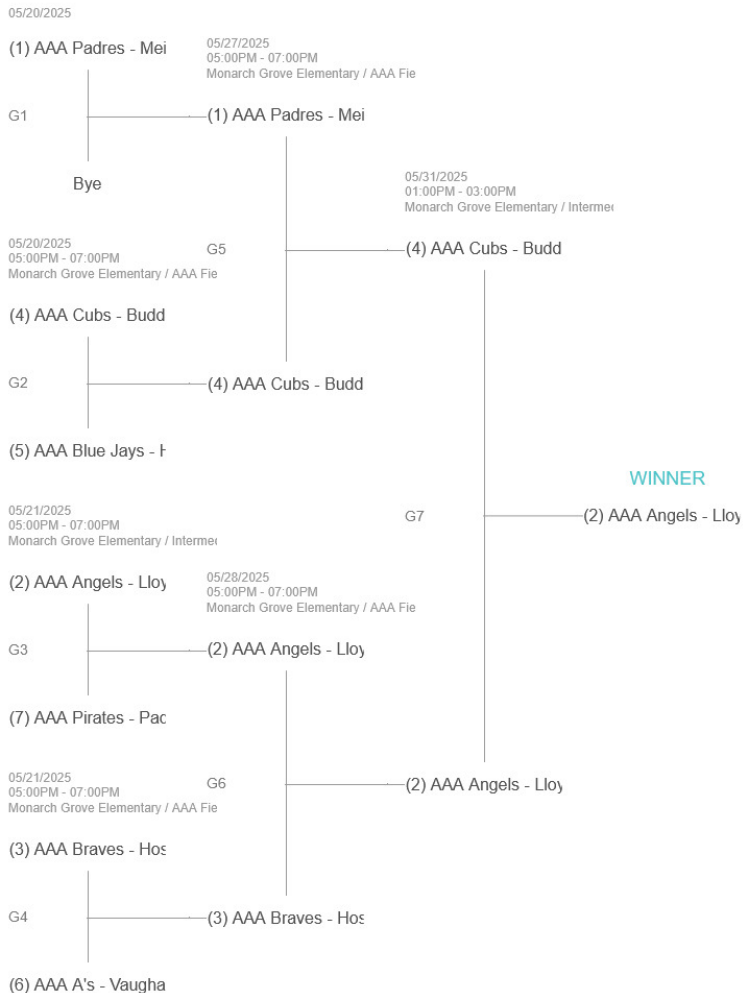 05/20/2025
(1) AAA Padres - Mei
G1
Bye
05/27/2025
05:00PM - 07:00PM
Monarch Grove Elementary / AAA Fie
(1) AAA Padres - Mei
05/20/2025
05:00PM - 07:00PM
Monarch Grove Elementary / AAA Fie
(4) AAA Cubs - Budd
G2
(5) AAA Blue Jays - H
G5
(4) AAA Cubs - Budd
05/31/2025
01:00PM - 03:00PM
Monarch Grove Elementary / Intermed
(4) AAA Cubs - Budd
05/21/2025
05:00PM - 07:00PM
Monarch Grove Elementary / Intermed
(2) AAA Angels - Lloy
G3
(7) AAA Pirates - Pac
05/28/2025
05:00PM - 07:00PM
Monarch Grove Elementary / AAA Fie
(2) AAA Angels - Lloy
05/21/2025
05:00PM - 07:00PM
Monarch Grove Elementary / AAA Fie
(3) AAA Braves - Hos
G4
(6) AAA A's - Vaugha
G6
(3) AAA Braves - Hos
G7
(2) AAA Angels - Lloy
WINNER
(2) AAA Angels - Lloy